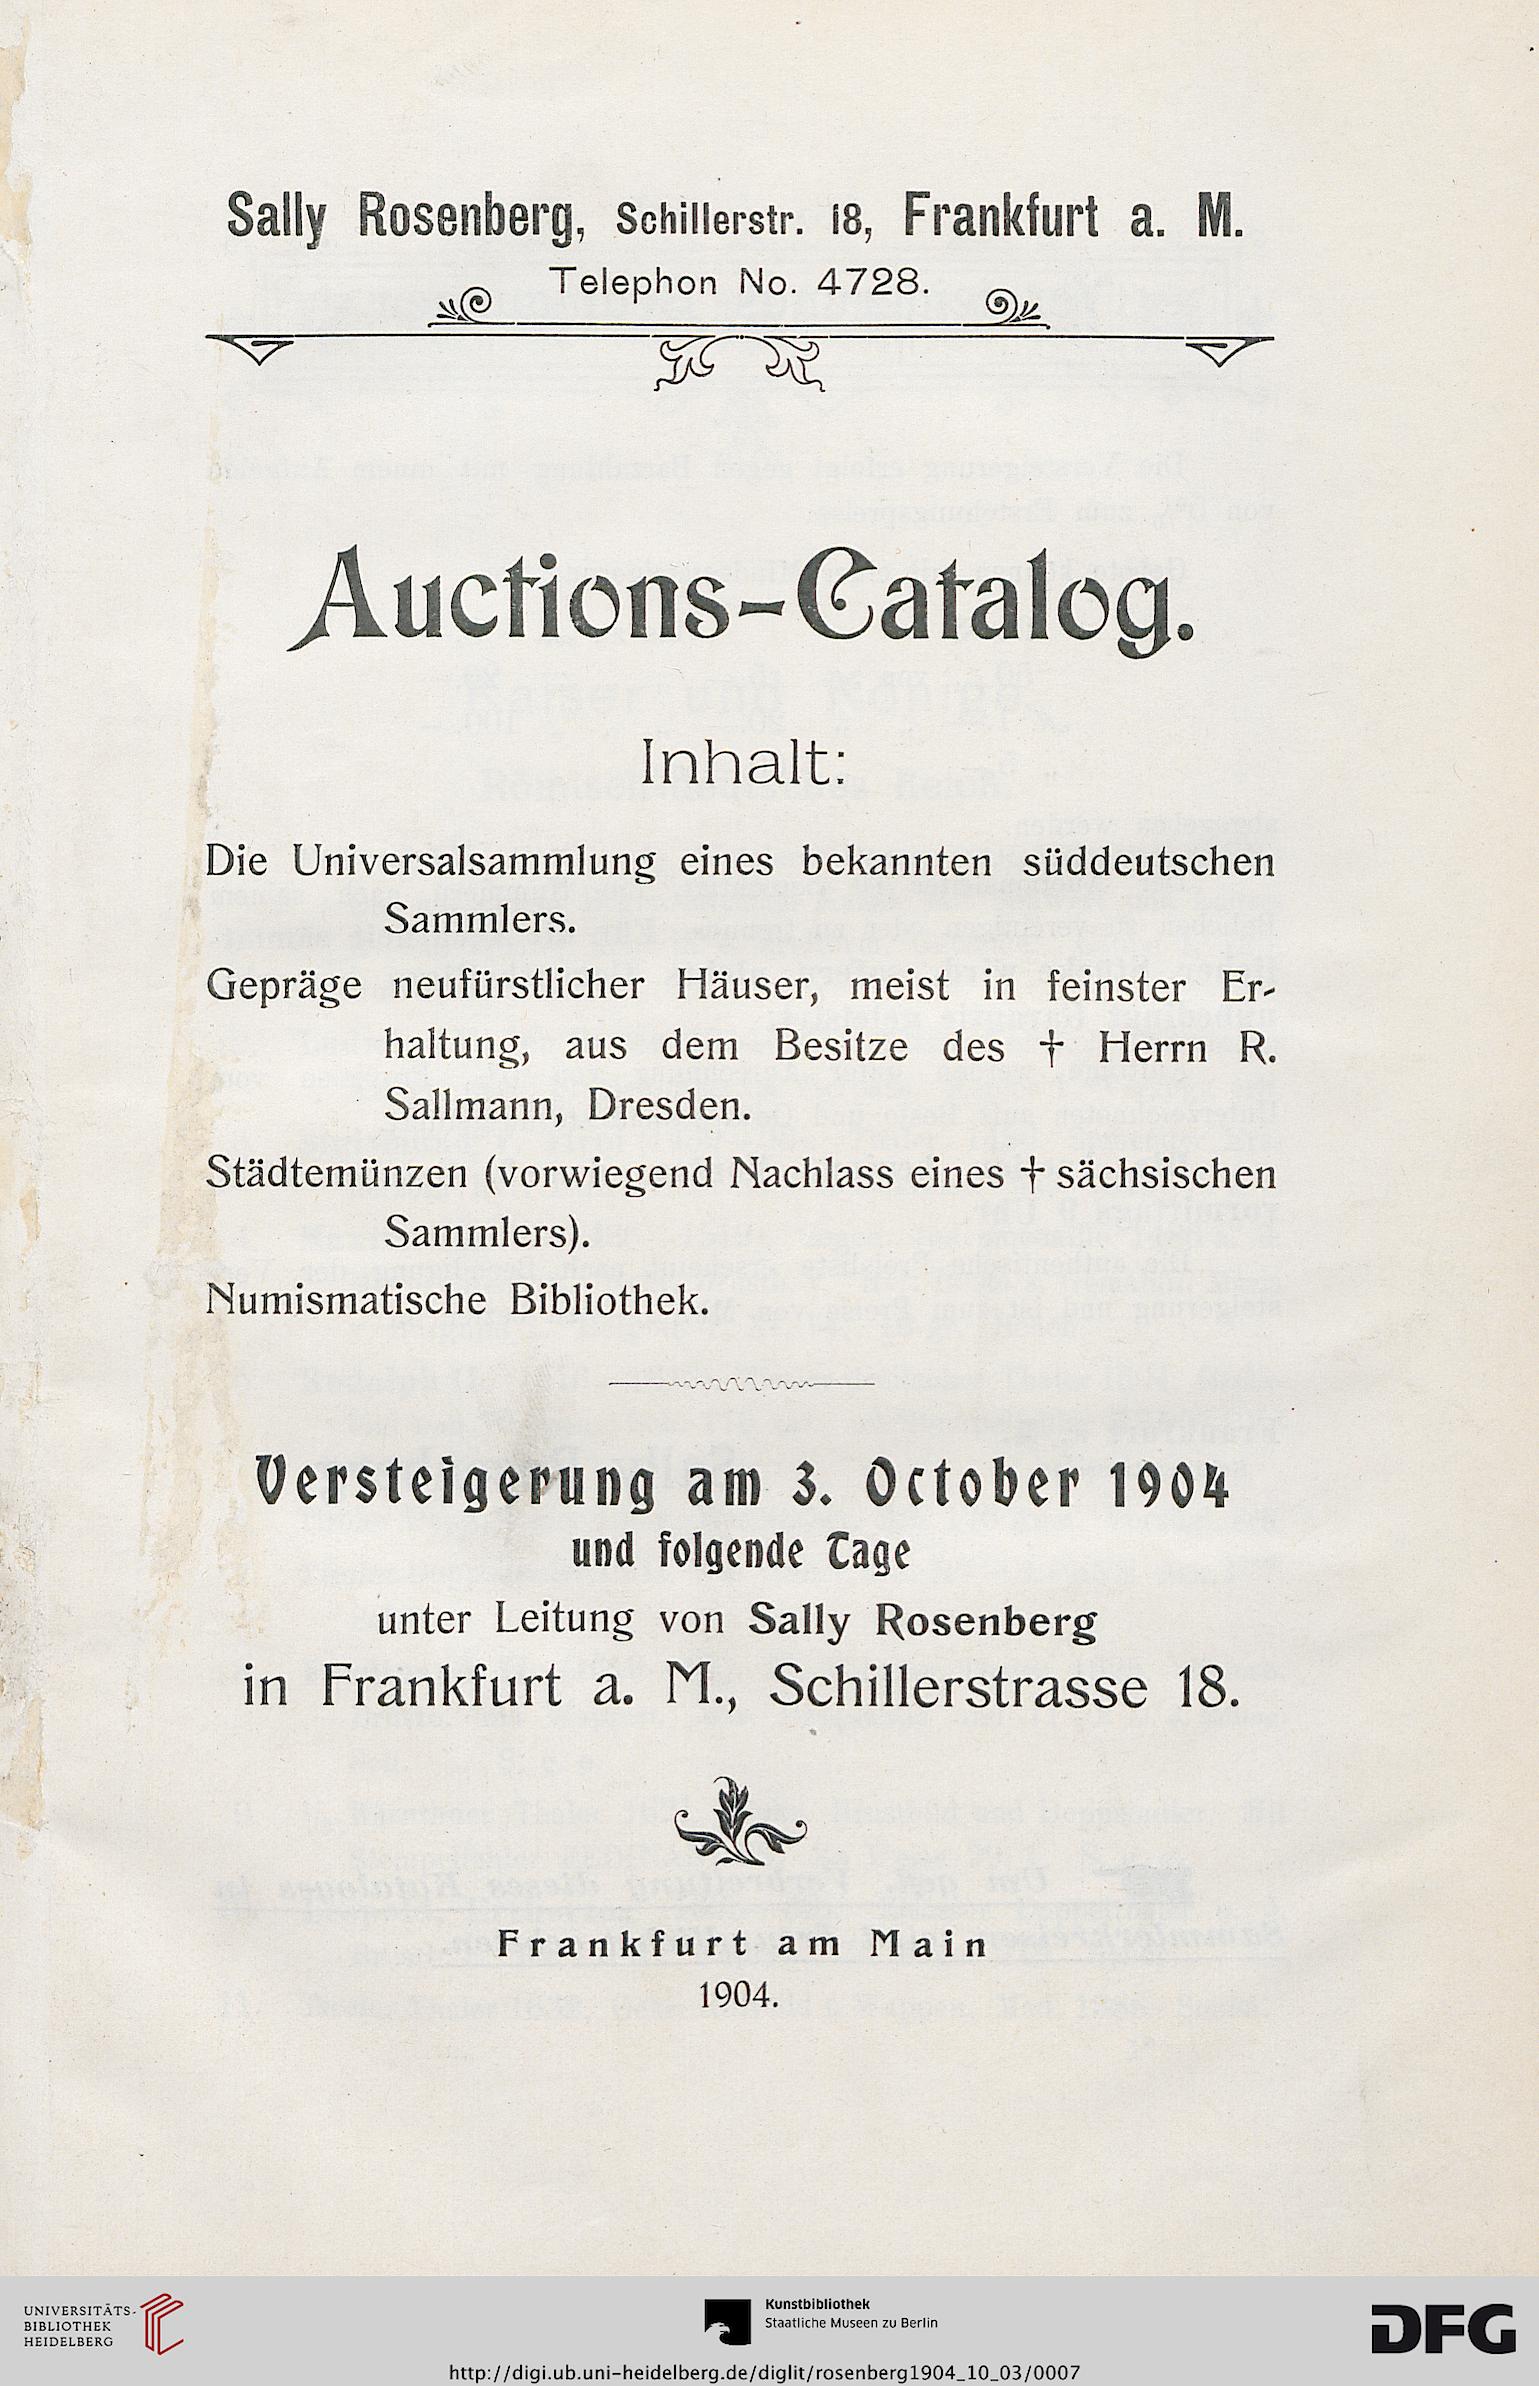 Sally Rosenberg, Schillerstr. 18, Frankfurt a. M.
Telephon No. 4728.
Auctions-Catalog.
Inhalt:
Die Universalsammlung eines bekannten süddeutschen
Sammlers.
Gepräge neufürstlicher Häuser, meist in feinster Er-
haltung, aus dem Besitze des † Herrn R.
Sallmann, Dresden.
Städtemünzen (vorwiegend Nachlass eines † sächsischen
Sammlers).
Numismatische Bibliothek.
Versteigerung am 3. October 1904
und folgende Tage
unter Leitung von Sally Rosenberg
in Frankfurt a. M., Schillerstrasse 18.
Frankfurt am Main
1904.
UNIVERSITÄTS-
BIBLIOTHEK
HEIDELBERG
Kunstbibliothek
Staatliche Museen zu Berlin
DFG
http://digi.ub.uni-heidelberg.de/diglit/rosenberg1904_10_03/0007